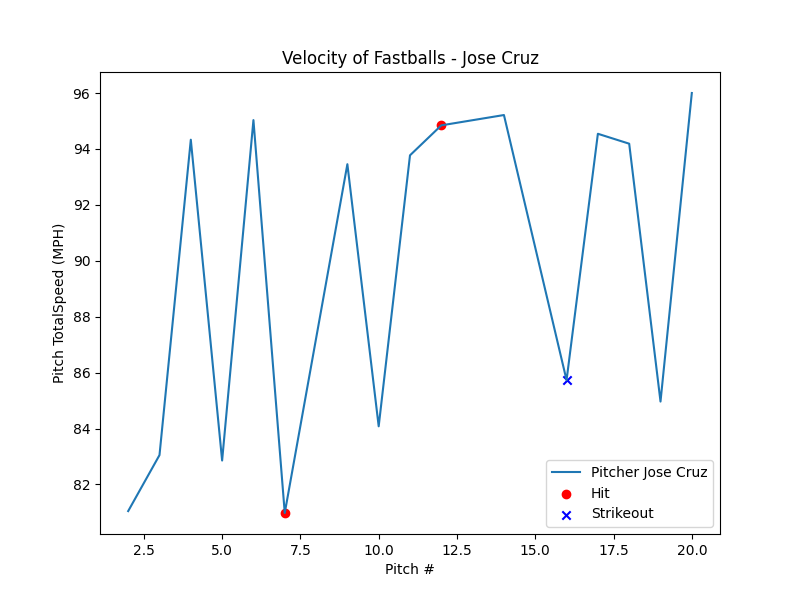 Velocity of Fastballs - Jose Cruz
96
94
92
90
88
86
84
82
Pitch TotalSpeed (MPH)
2.5 5.0 7.5 10.0 12.5 15.0 17.5 20.0
Pitch #
Pitcher Jose Cruz
Hit
Strikeout